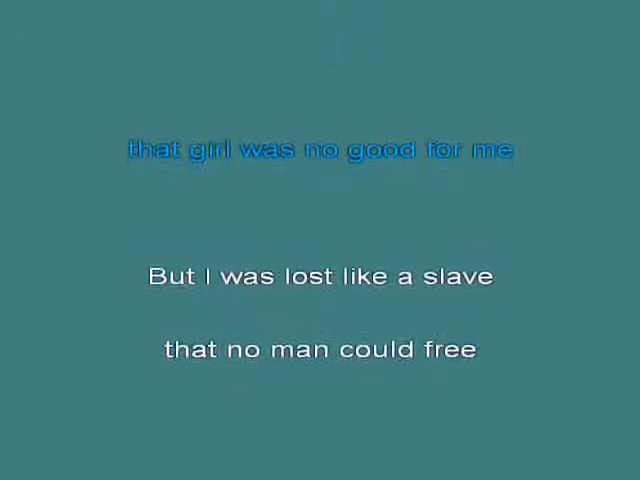 that girl was no good for me
But I was lost like a slave
that no man could free